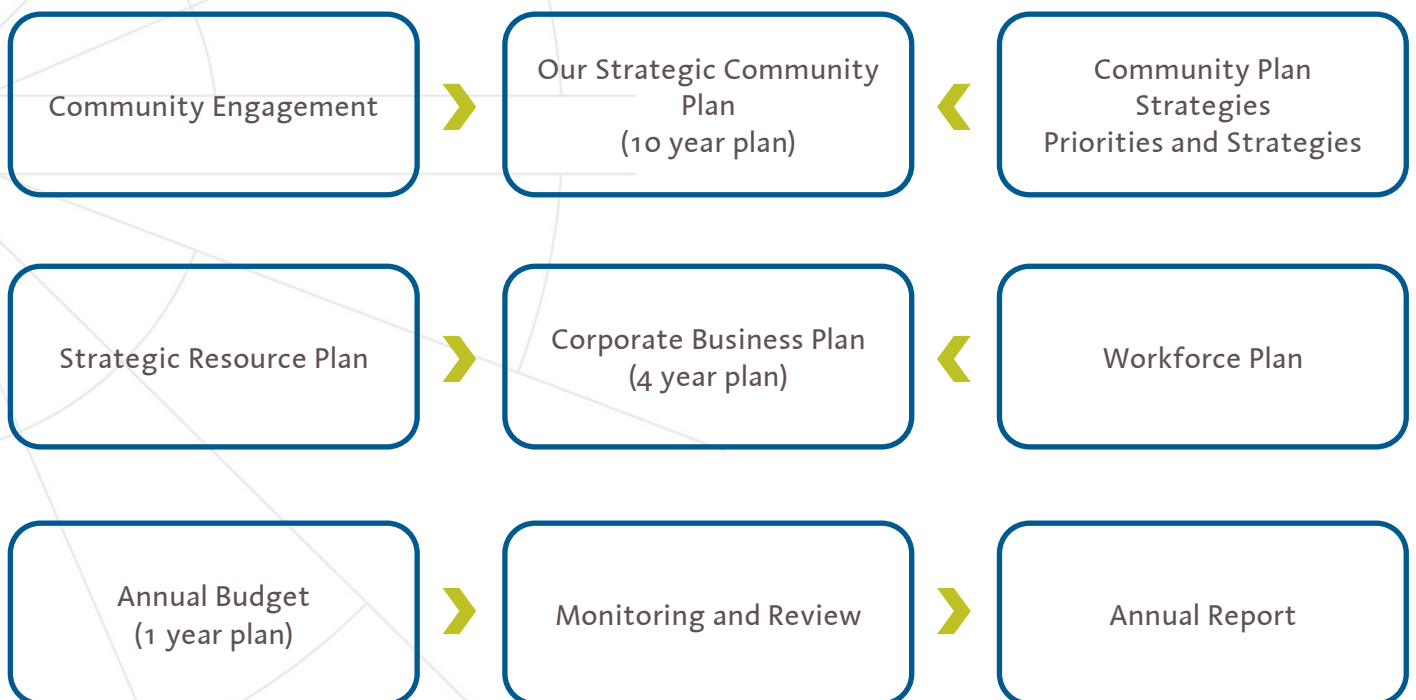 Community Engagement
Our Strategic Community
Plan
(10 year plan)
Community Plan
Strategies
Priorities and Strategies
Strategic Resource Plan
Corporate Business Plan
(4 year plan)
Workforce Plan
Annual Budget
(1 year plan)
Monitoring and Review
Annual Report